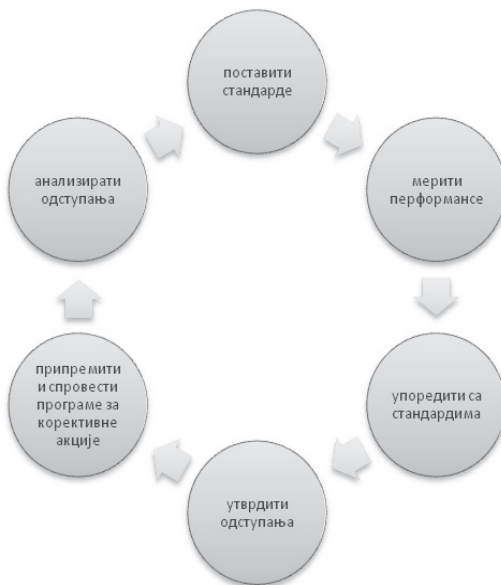 поставити
стандарде
мерити
перформансе
упоредити са
стандардима
утврдити
одступања
припремити
и спровести
програме за
корективне
акције
анализирати
одступања